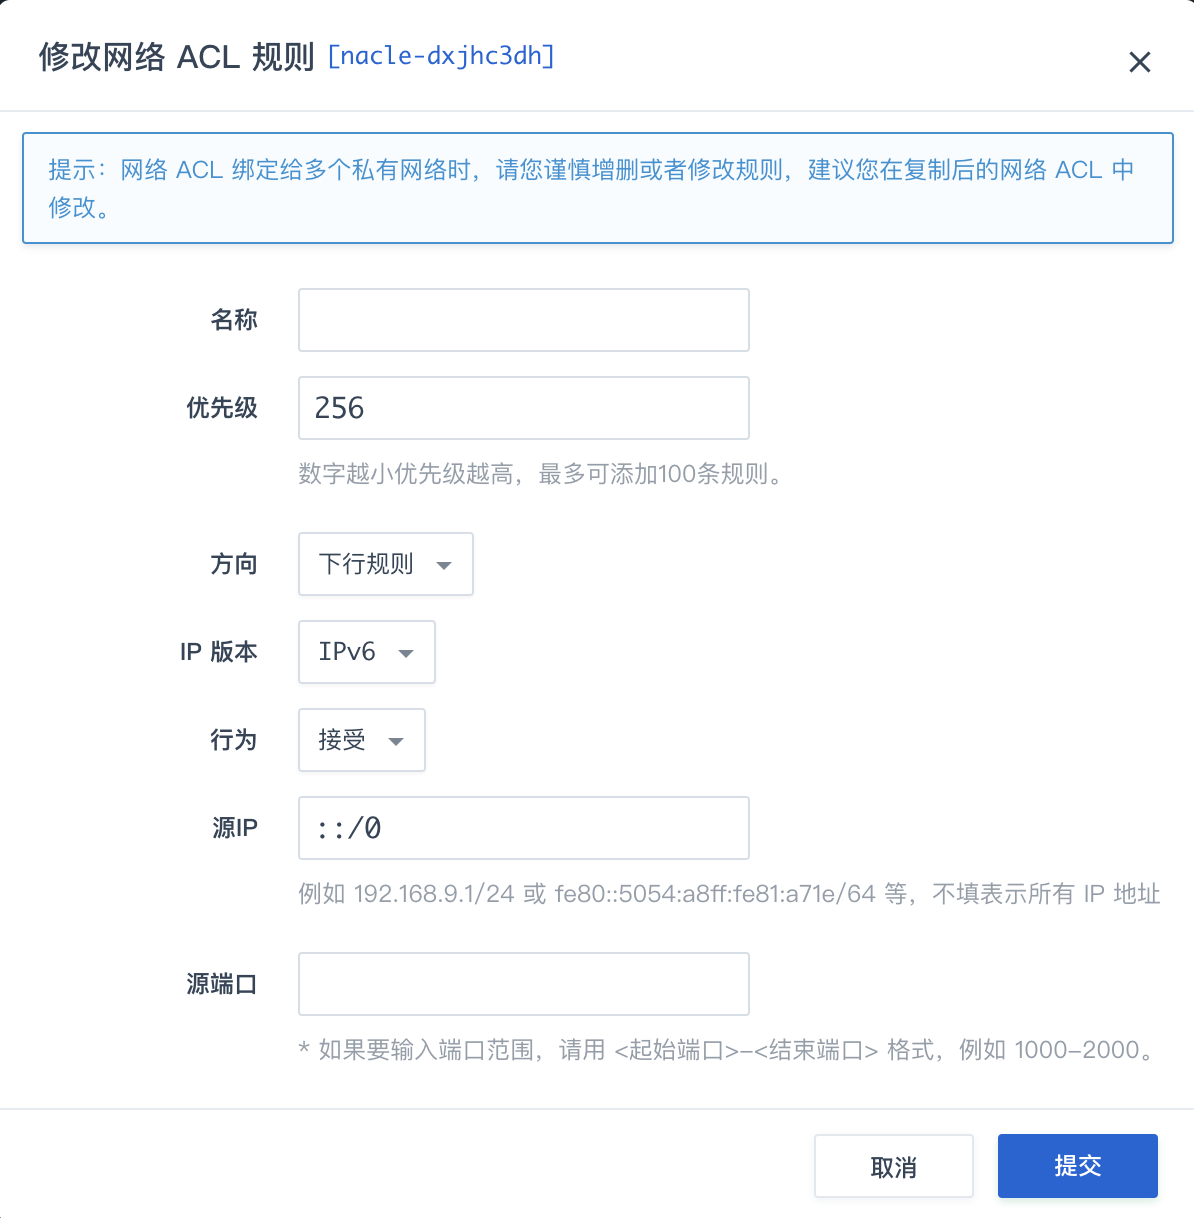 修改网络 ACL 规则 [nacle-dxjhc3dh]
提示：网络 ACL 绑定给多个私有网络时，请您谨慎增删或者修改规则，建议您在复制后的网络 ACL 中
修改。
名称
优先级 256
数字越小优先级越高，最多可添加100条规则。
方向 下行规则
IP 版本 IPv6
行为 接受
源IP ::/0
例如 192.168.9.1/24 或 fe80::5054:a8ff:fe81:a71e/64 等，不填表示所有 IP 地址
源端口
* 如果要输入端口范围，请用 <起始端口>-<结束端口> 格式，例如 1000-2000。
取消 提交